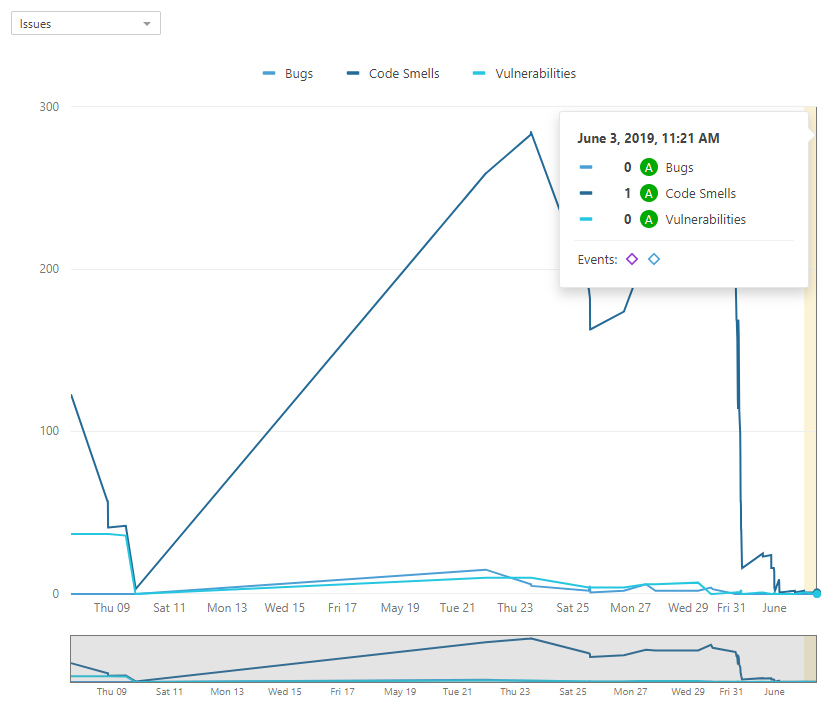 Issues
Bugs Code Smells Vulnerabilities
300
June 3, 2019, 11:21 AM
0 A Bugs
1 A Code Smells
0 A Vulnerabilities
Events:
200
100
0
Thu 09 Sat 11 Mon 13 Wed 15 Fri 17 May 19 Tue 21 Thu 23 Sat 25 Mon 27 Wed 29 Fri 31 June
Thu 09 Sat 11 Mon 13 Wed 15 Fri 17 May 19 Tue 21 Thu 23 Sat 25 Mon 27 Wed 29 Fri 31 June